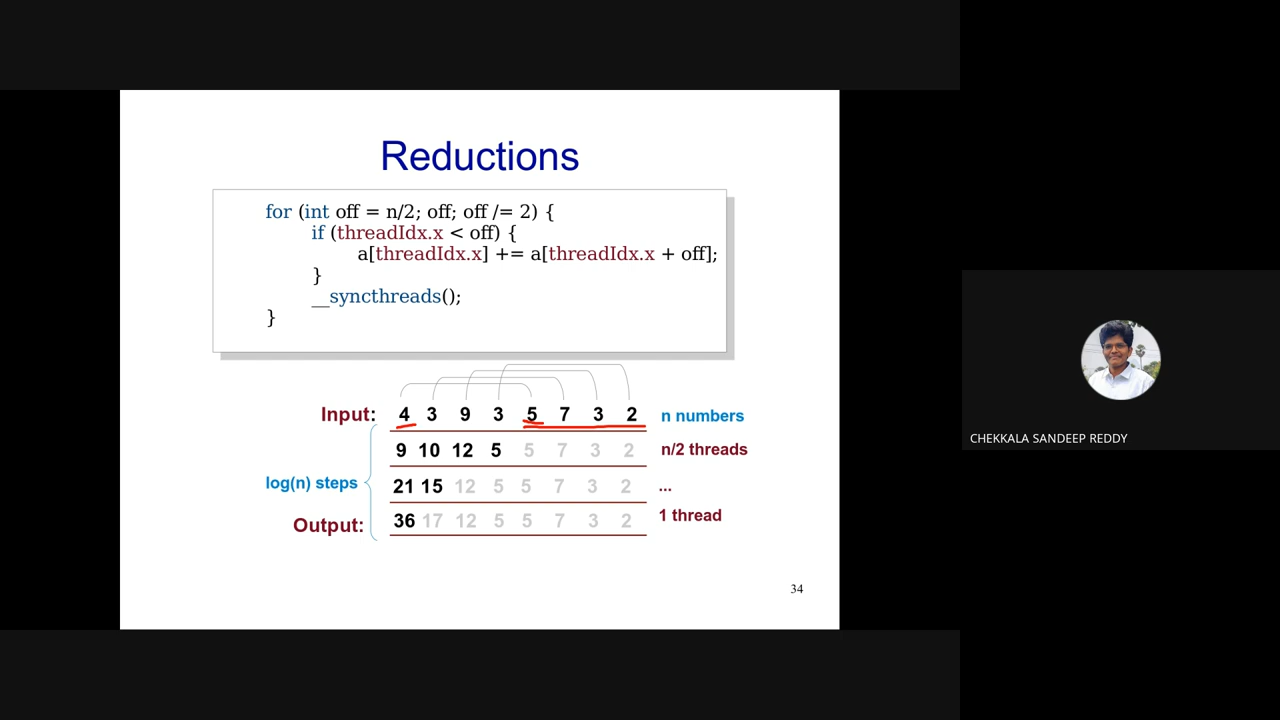 Reductions
for (int off = n/2; off; off /= 2) {
if (threadIdx.x < off) {
a[threadIdx.x] += a[threadIdx.x + off];
}
__syncthreads();
}
Input: 4 3 9 3 5 7 3 2 n numbers
9 10 12 5 5 7 3 2 n/2 threads
log(n) steps 21 15 12 5 5 7 3 2 ...
Output: 36 17 12 5 5 7 3 2 1 thread
34
CHEKKALA SANDEEP REDDY